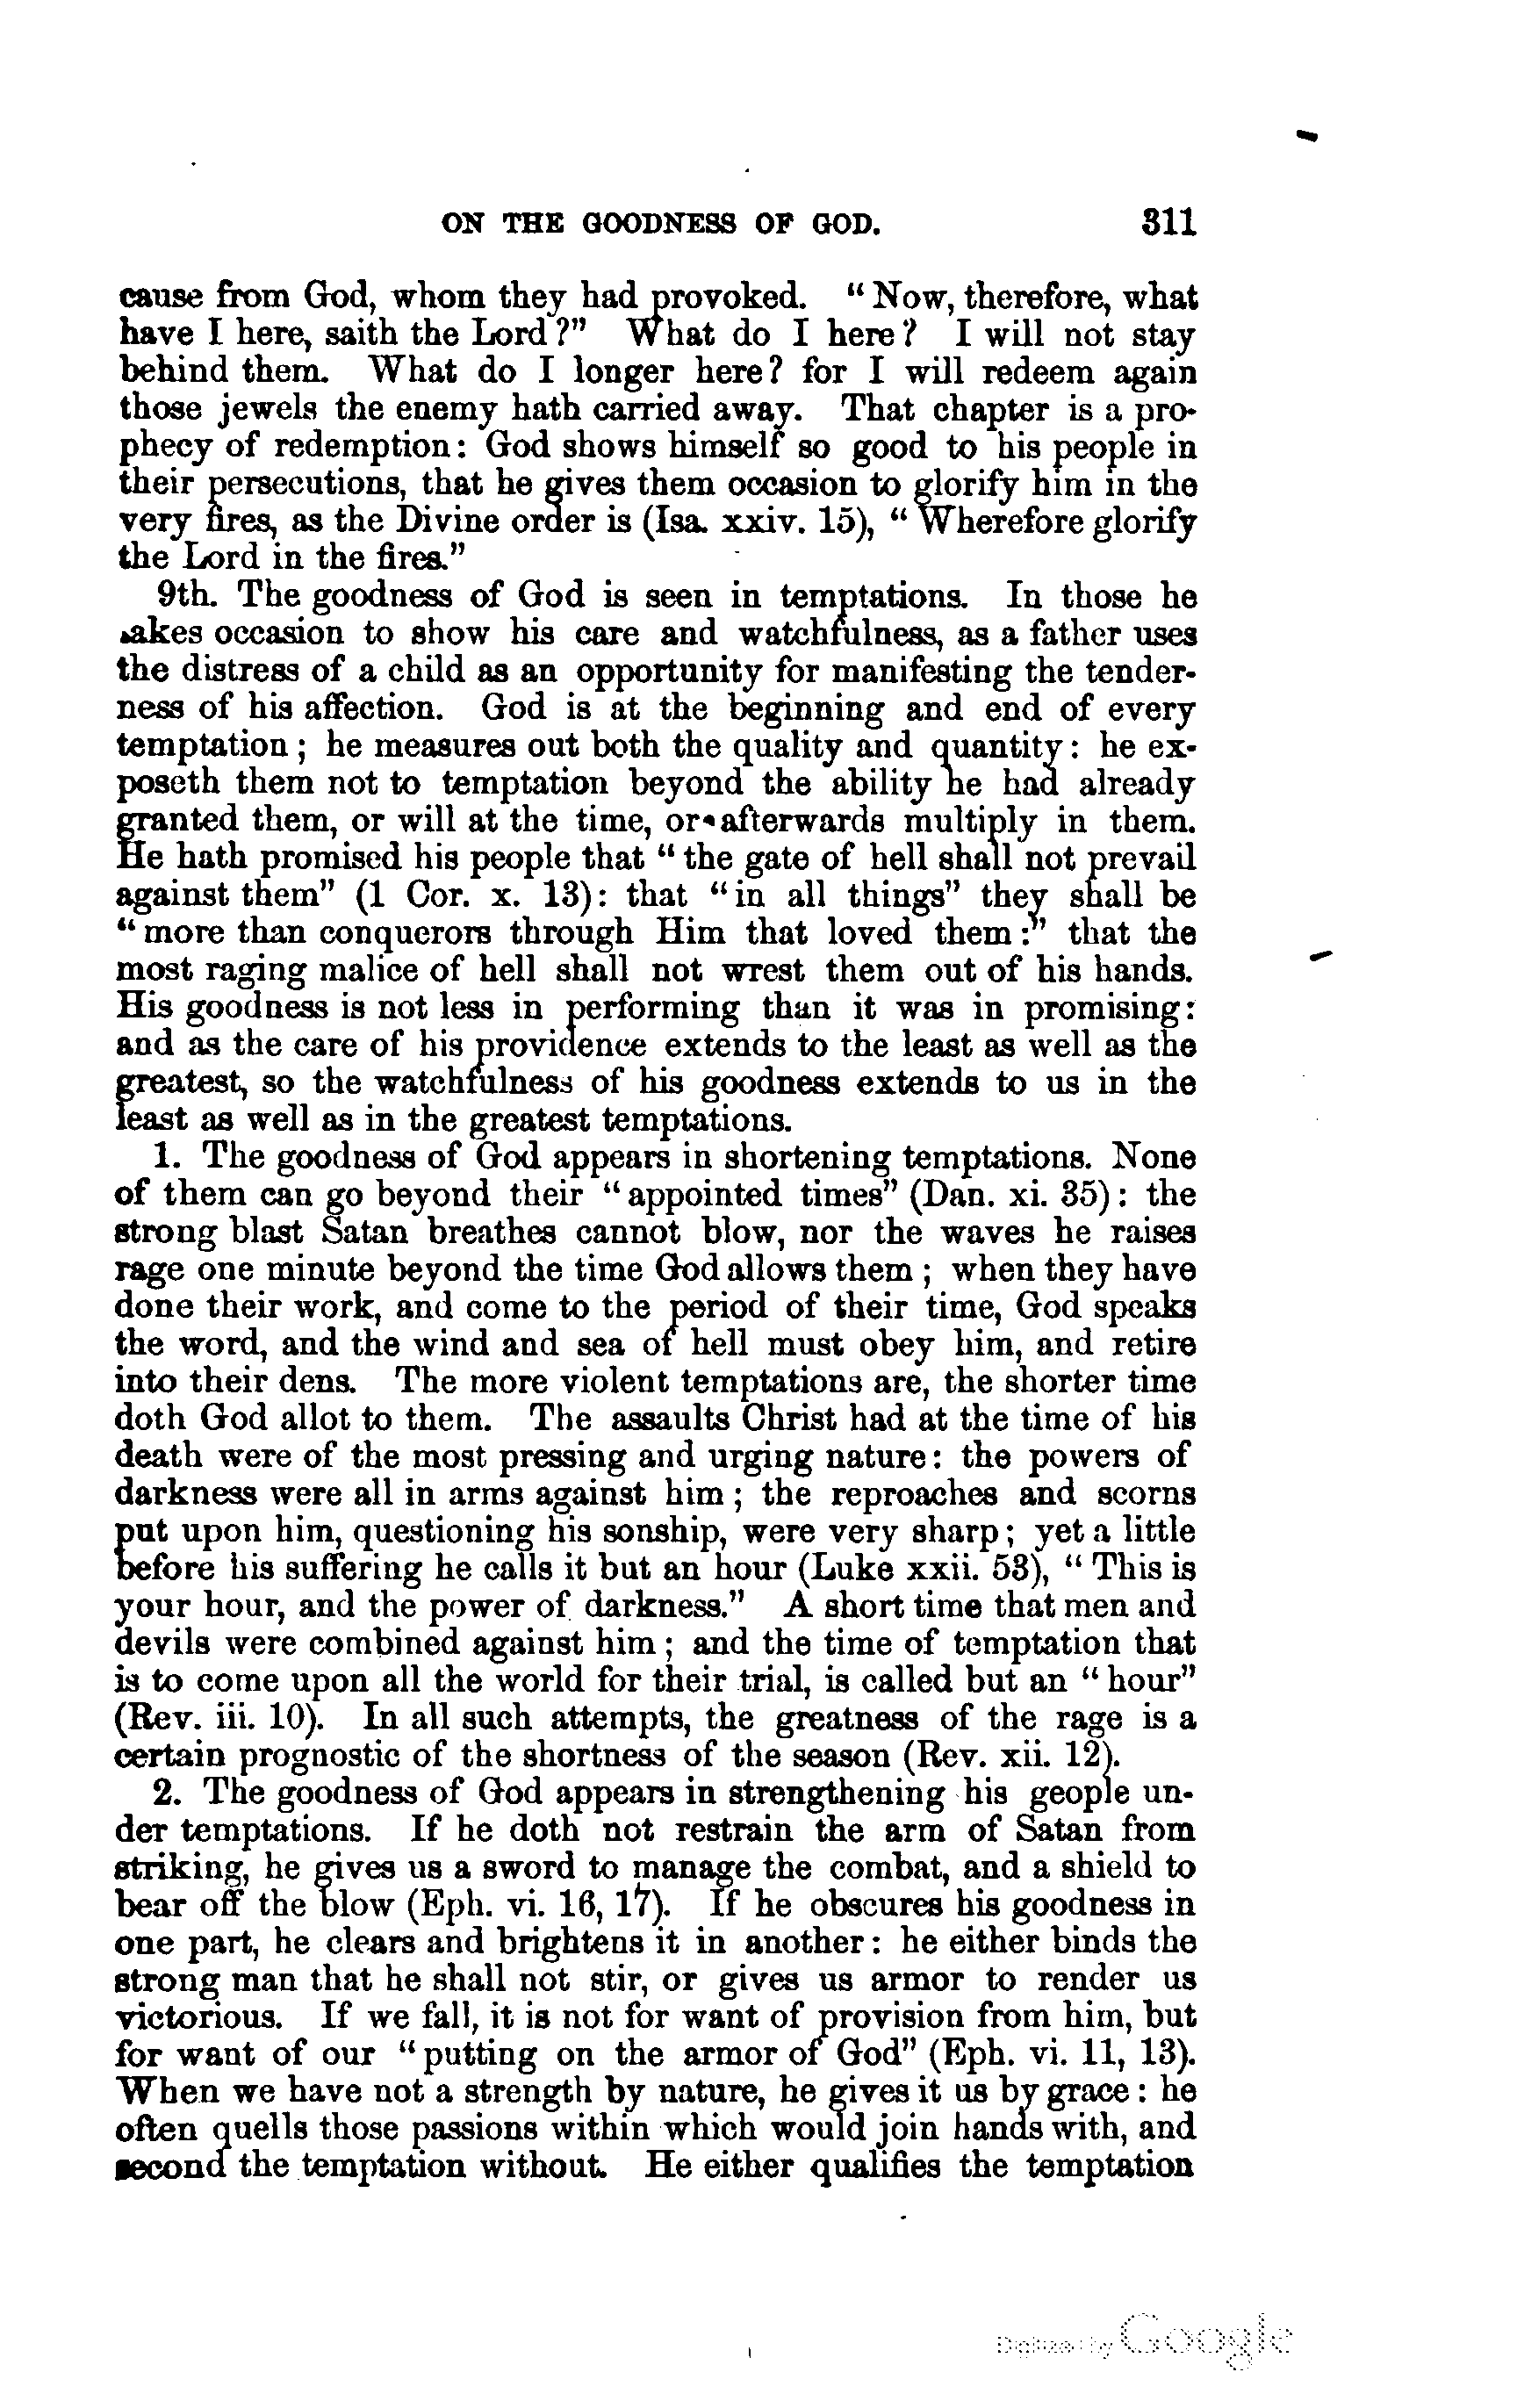 ON THE GOODNESS OF GOD. 311
cause from God, whom they had provoked. "Now, therefore, what
have I here, saith the Lord?" What do I here? I will not stay
behind them. What do I longer here? for I will redeem again
those jewels the enemy hath carried away. That chapter is a pro-
phecy of redemption: God shows himself so good to his people in
their persecutions, that he gives them occasion to glorify him in the
very fires, as the Divine order is (Isa. xxiv. 15), "Wherefore glorify
the Lord in the fires."
9th. The goodness of God is seen in temptations. In those he
akes occasion to show his care and watchfulness, as a father uses
the distress of a child as an opportunity for manifesting the tender-
ness of his affection. God is at the beginning and end of every
temptation; he measures out both the quality and quantity: he ex-
poseth them not to temptation beyond the ability he had already
granted them, or will at the time, or afterwards multiply in them.
He hath promised his people that "the gate of hell shall not prevail
against them" (1 Cor. x. 13): that "in all things" they shall be
"more than conquerors through Him that loved them:" that the
most raging malice of hell shall not wrest them out of his hands.
His goodness is not less in performing than it was in promising:
and as the care of his providence extends to the least as well as the
greatest, so the watchfulness of his goodness extends to us in the
least as well as in the greatest temptations.
1. The goodness of God appears in shortening temptations. None
of them can go beyond their "appointed times" (Dan. xi. 35): the
strong blast Satan breathes cannot blow, nor the waves he raises
rage one minute beyond the time God allows them; when they have
done their work, and come to the period of their time, God speaks
the word, and the wind and sea of hell must obey him, and retire
into their dens. The more violent temptations are, the shorter time
doth God allot to them. The assaults Christ had at the time of his
death were of the most pressing and urging nature: the powers of
darkness were all in arms against him; the reproaches and scorns
put upon him, questioning his sonship, were very sharp; yet a little
before his suffering he calls it but an hour (Luke xxii. 53), "This is
your hour, and the power of darkness." A short time that men and
devils were combined against him; and the time of temptation that
is to come upon all the world for their trial, is called but an "hour"
(Rev. iii. 10). In all such attempts, the greatness of the rage is a
certain prognostic of the shortness of the season (Rev. xii. 12).
2. The goodness of God appears in strengthening his geople un-
der temptations. If he doth not restrain the arm of Satan from
striking, he gives us a sword to manage the combat, and a shield to
bear off the blow (Eph. vi. 16, 17). If he obscures his goodness in
one part, he clears and brightens it in another: he either binds the
strong man that he shall not stir, or gives us armor to render us
victorious. If we fall, it is not for want of provision from him, but
for want of our "putting on the armor of God" (Eph. vi. 11, 13).
When we have not a strength by nature, he gives it us by grace: he
often quells those passions within which would join hands with, and
second the temptation without. He either qualifies the temptation
Digitized by Google